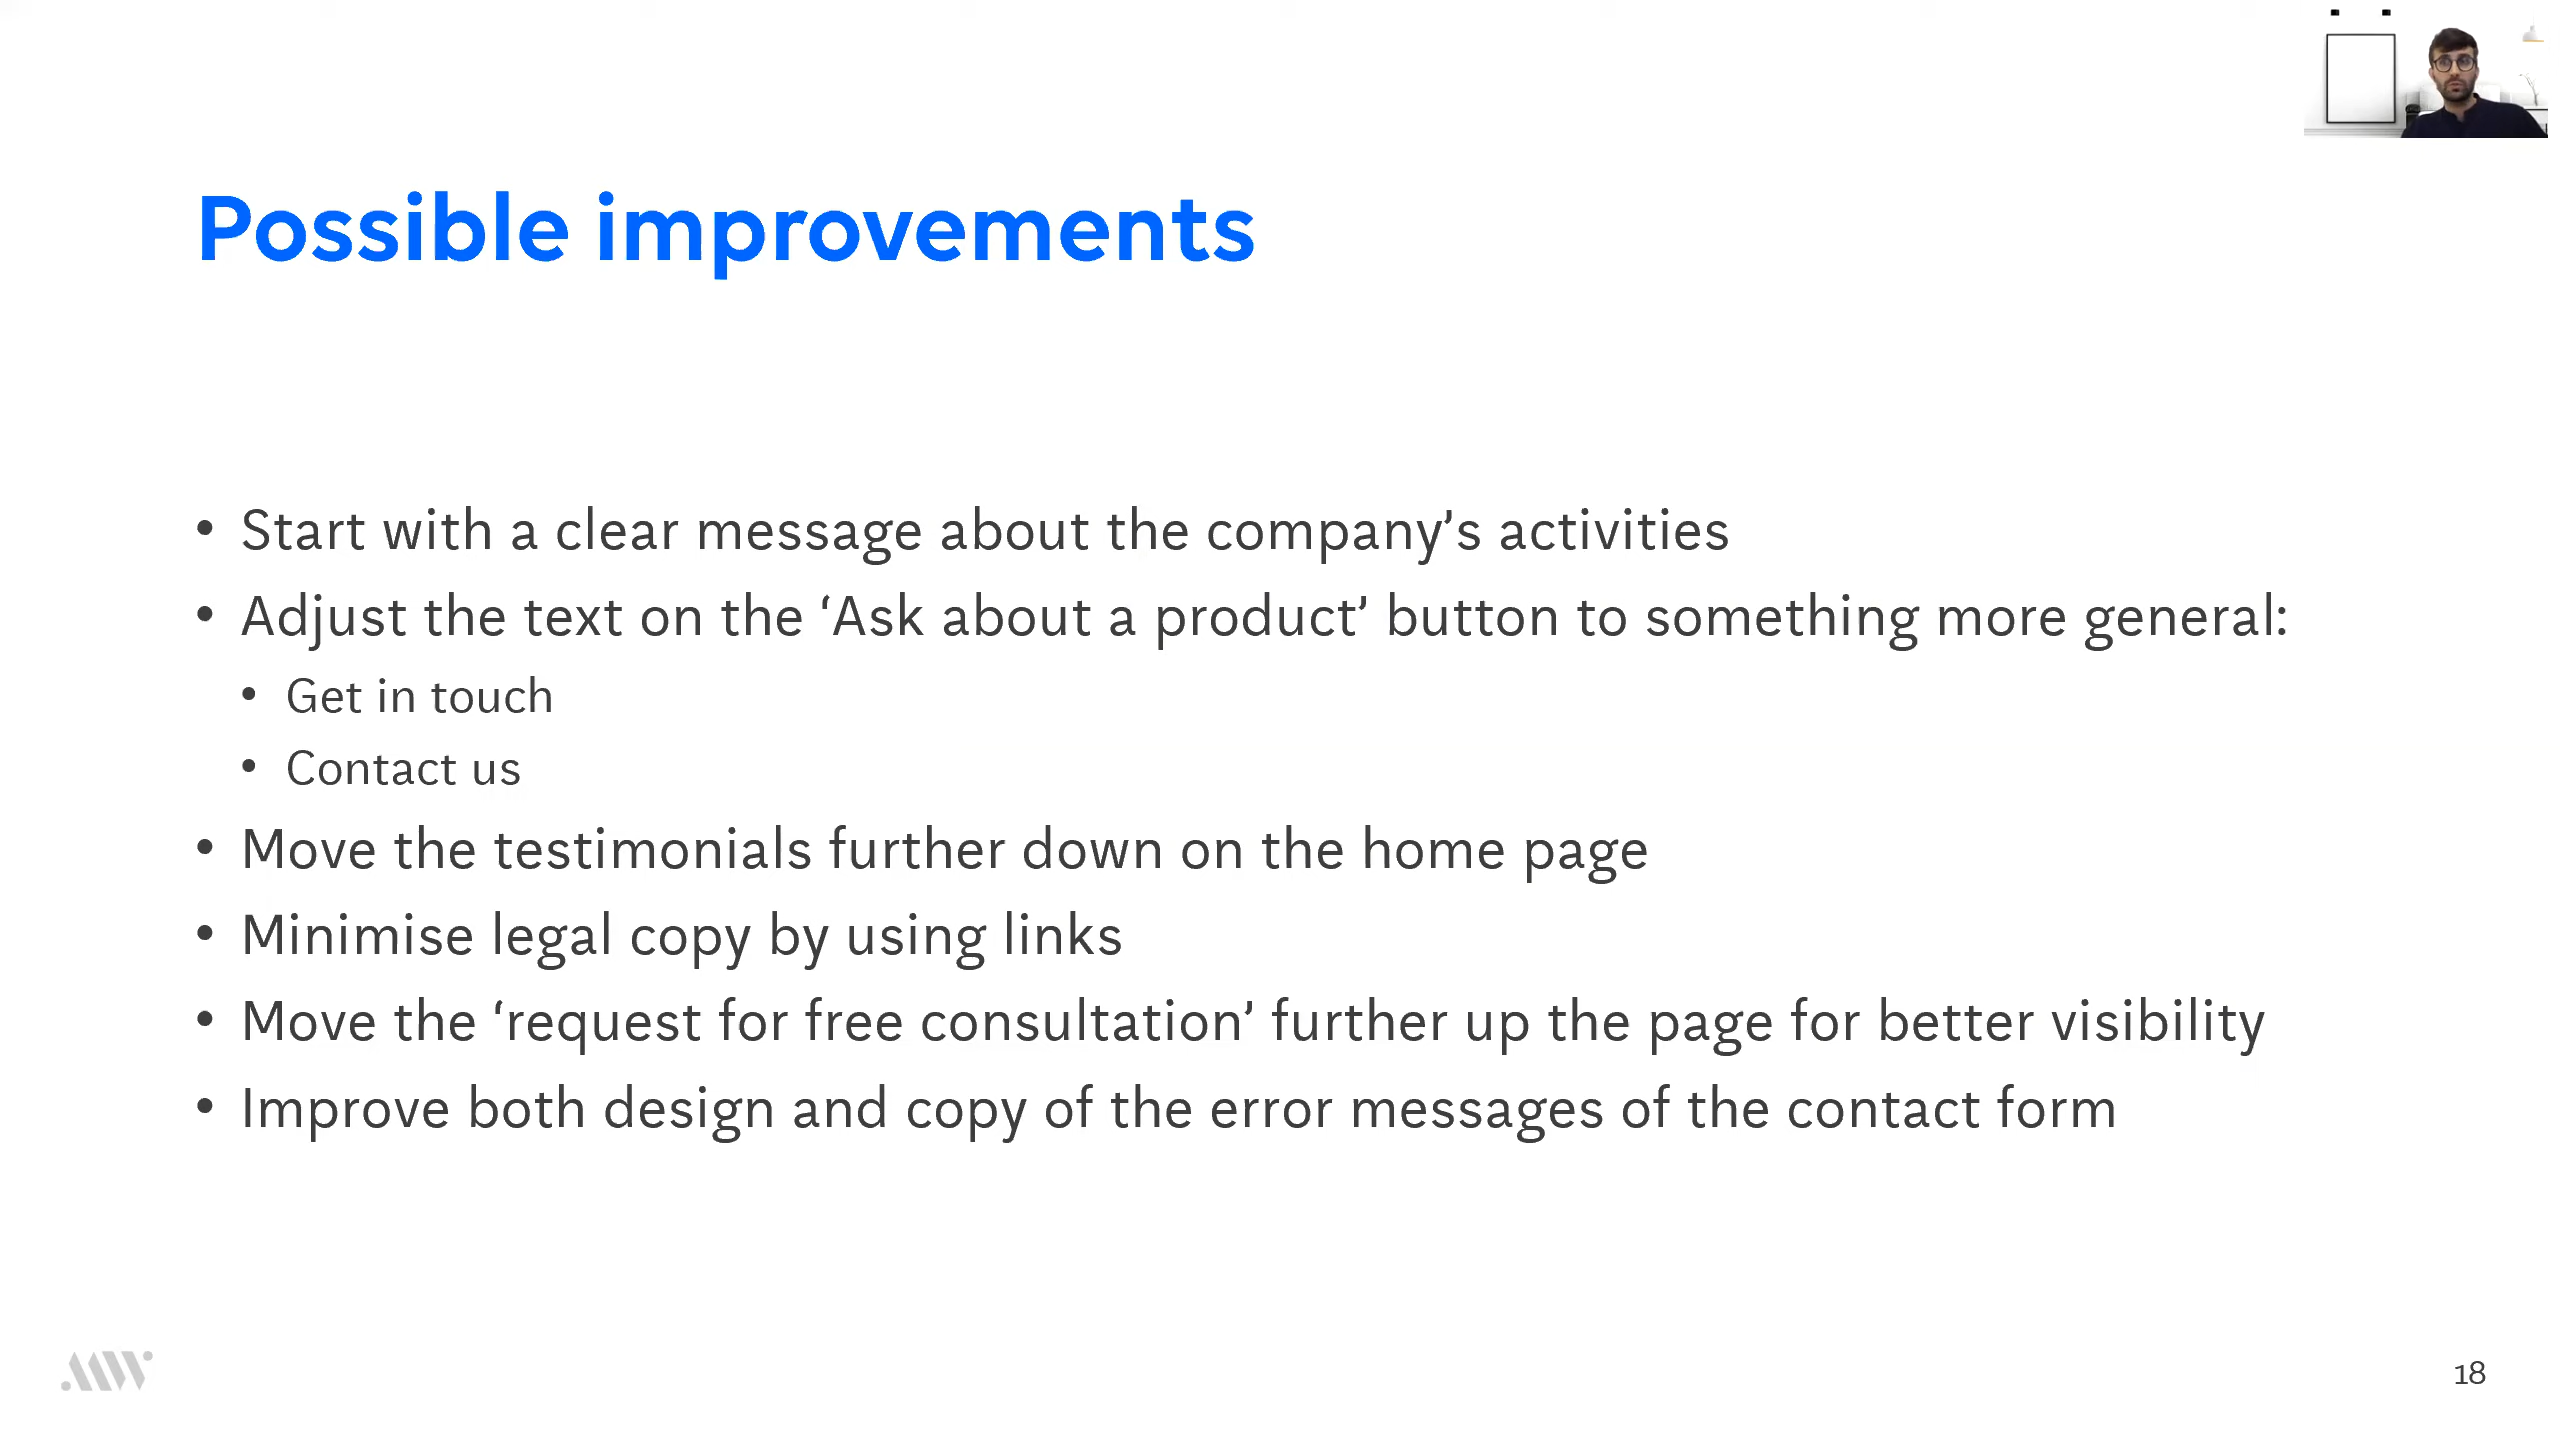 Possible improvements
• Start with a clear message about the company’s activities
• Adjust the text on the ‘Ask about a product’ button to something more general:
• Get in touch
• Contact us
• Move the testimonials further down on the home page
• Minimise legal copy by using links
• Move the ‘request for free consultation’ further up the page for better visibility
• Improve both design and copy of the error messages of the contact form
18